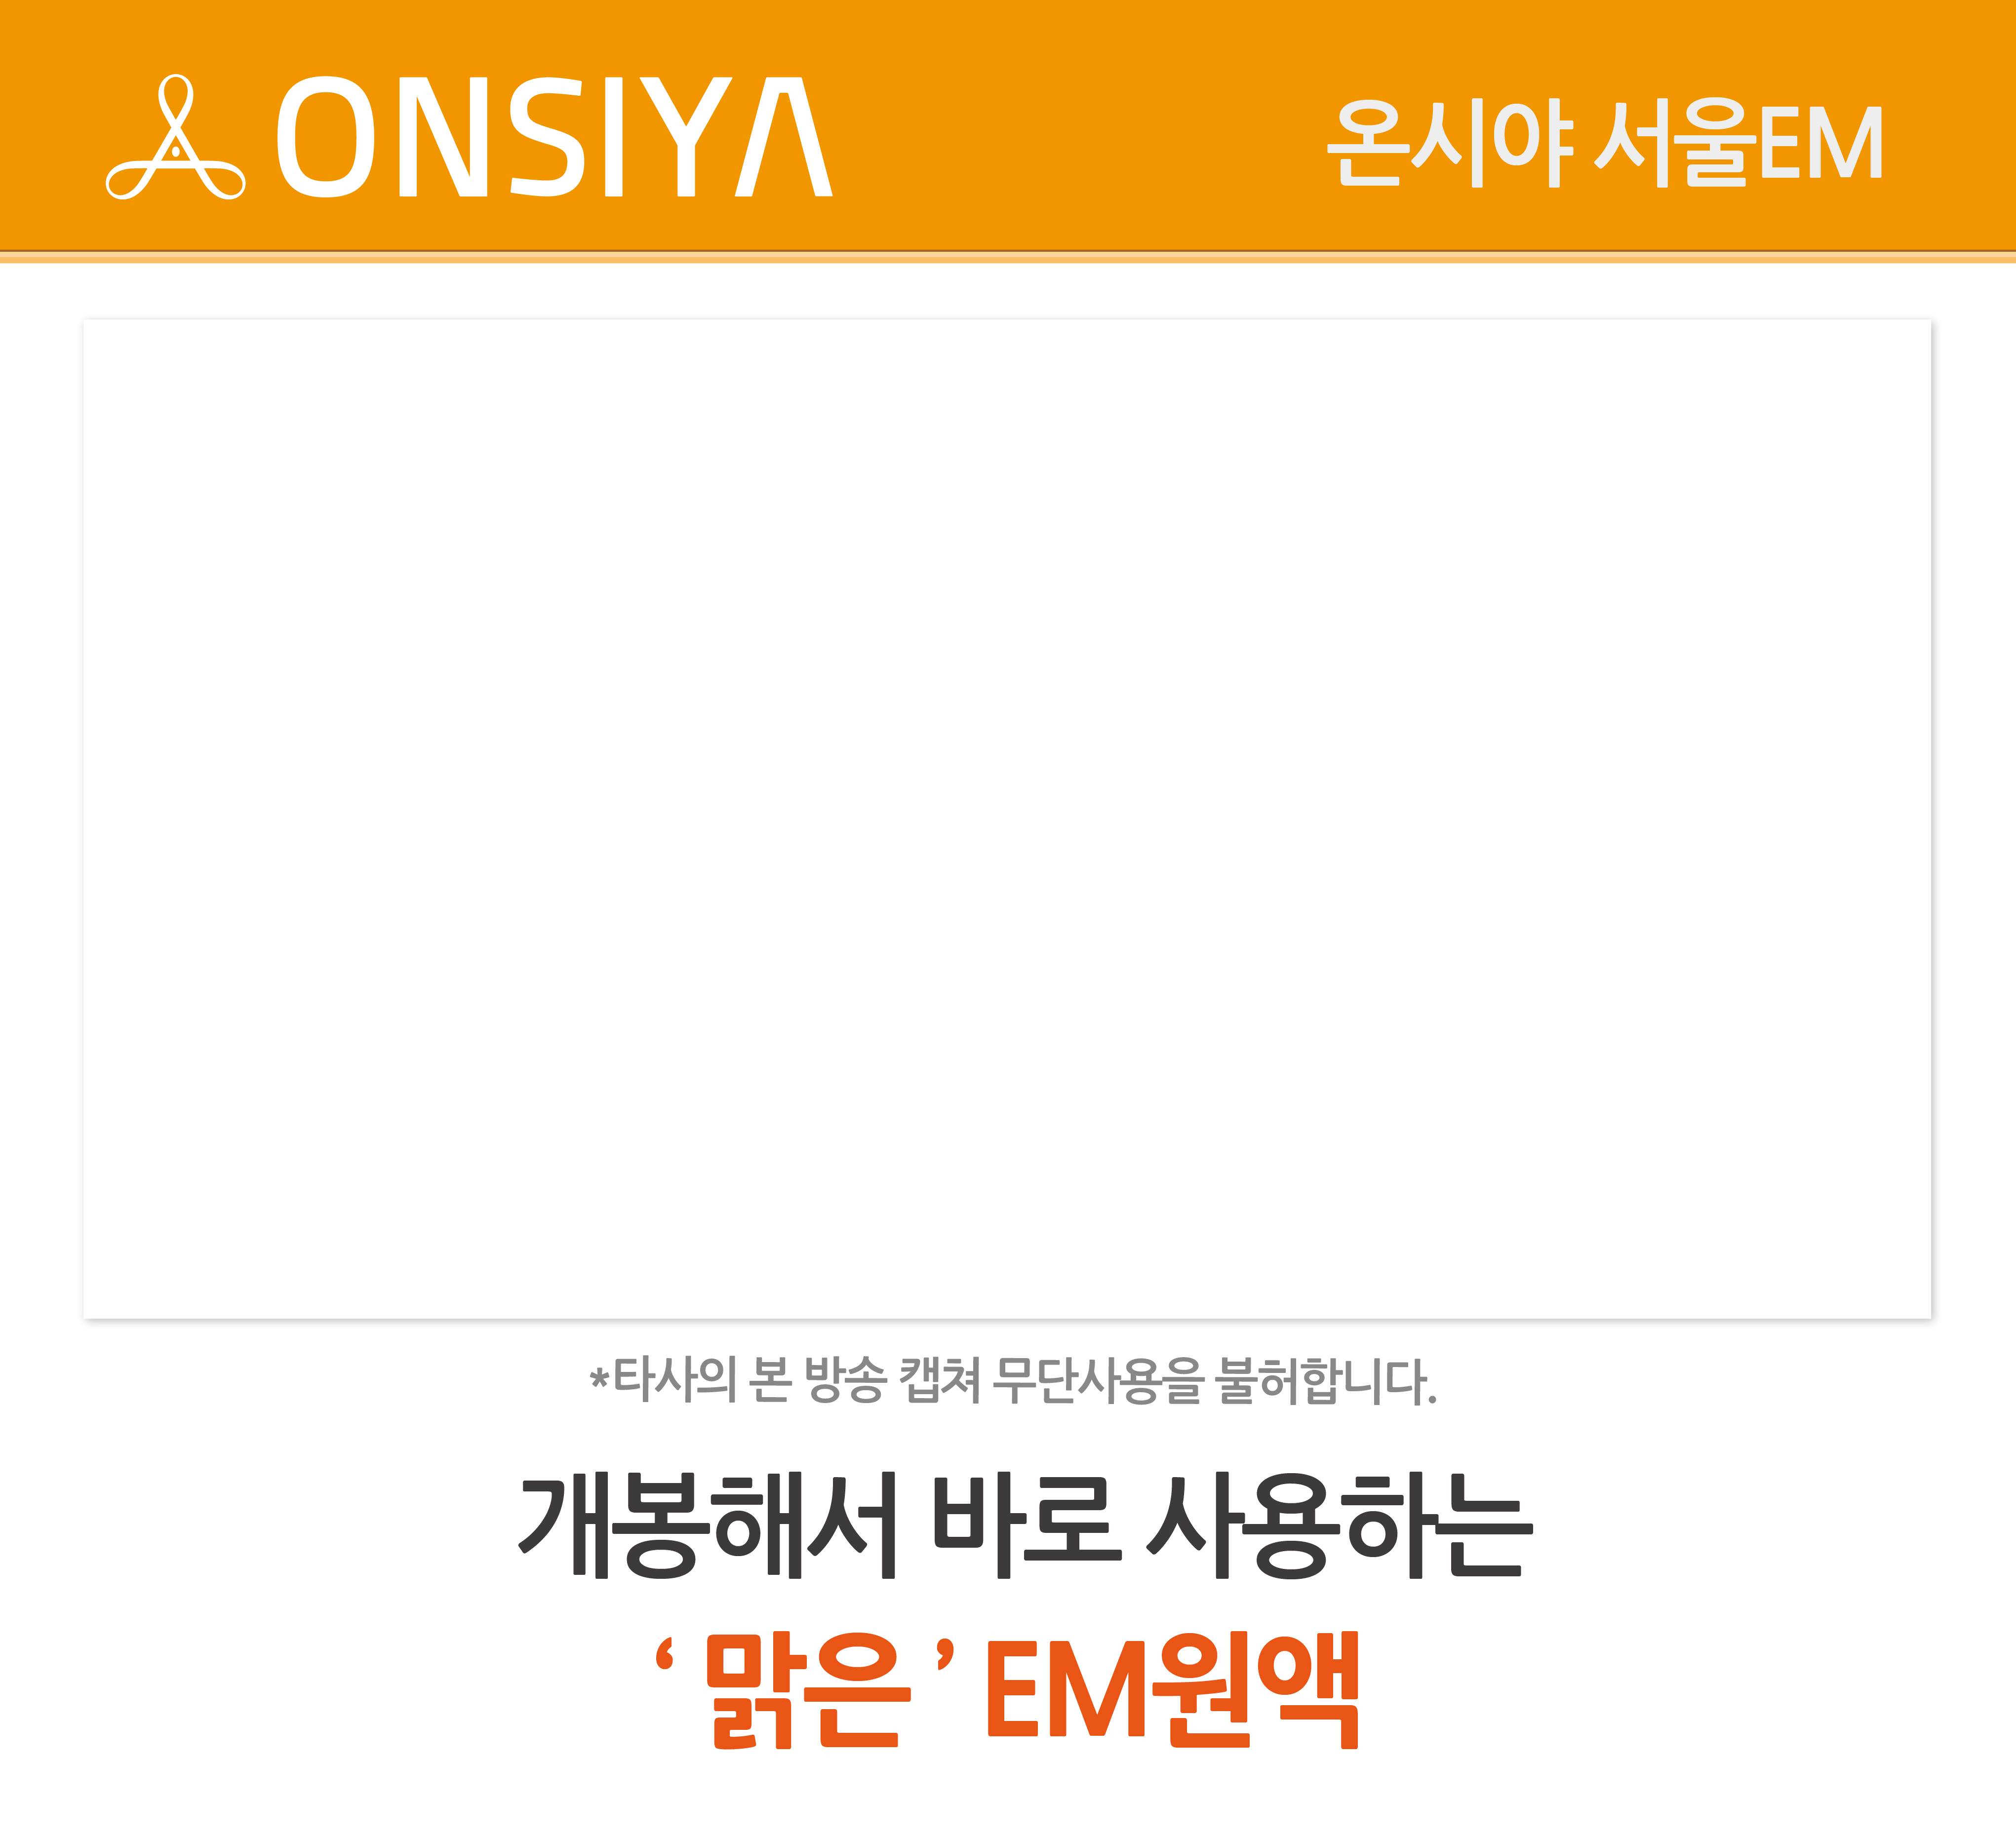 ONSIYA
온시야 서울EM
*타사의 본 방송 캡쳐 무단사용을 불허합니다.
개봉해서 바로 사용하는
‘ 맑은 ’ EM원액